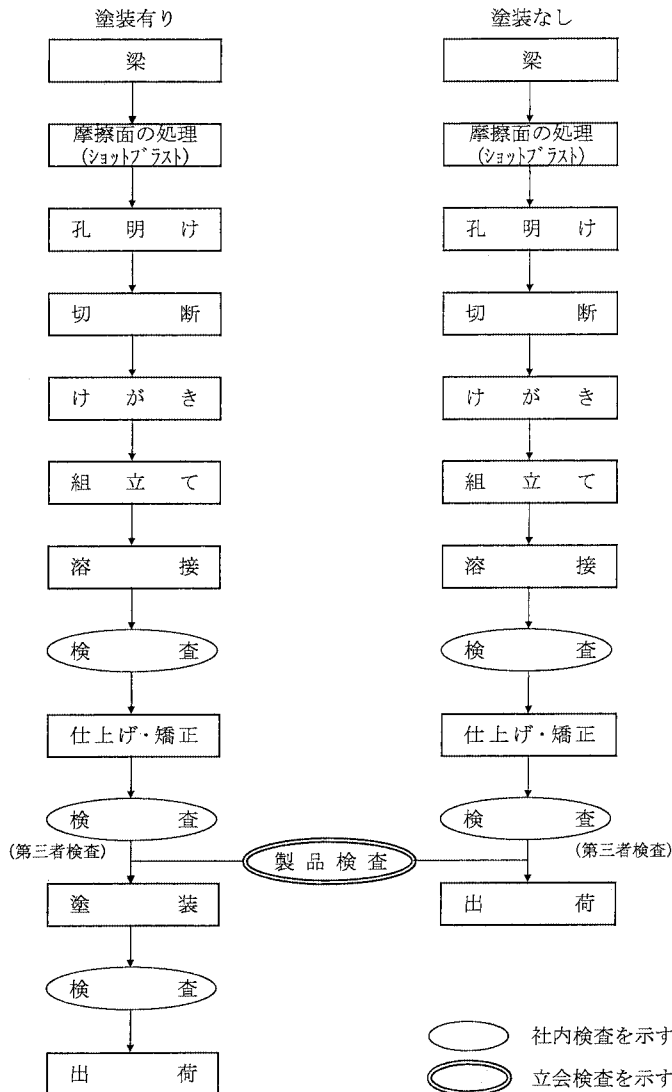 塗装有り
梁
摩擦面の処理
(ショットブラスト)
孔明け
切断
けがき
組立て
溶接
検査
仕上げ・矯正
検査
(第三者検査)
塗装
検査
出荷
塗装なし
梁
摩擦面の処理
(ショットブラスト)
孔明け
切断
けがき
組立て
溶接
検査
仕上げ・矯正
検査
(第三者検査)
出荷
製品検査
社内検査を示す
立会検査を示す